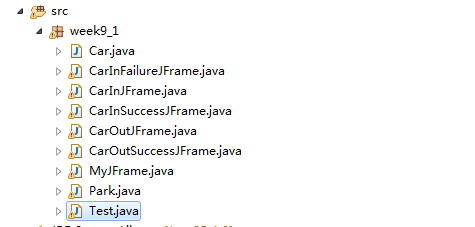 src
week9_1
Car.java
CarInFailureJFrame.java
CarInJFrame.java
CarInSuccessJFrame.java
CarOutJFrame.java
CarOutSuccessJFrame.java
MyJFrame.java
Park.java
Test.java